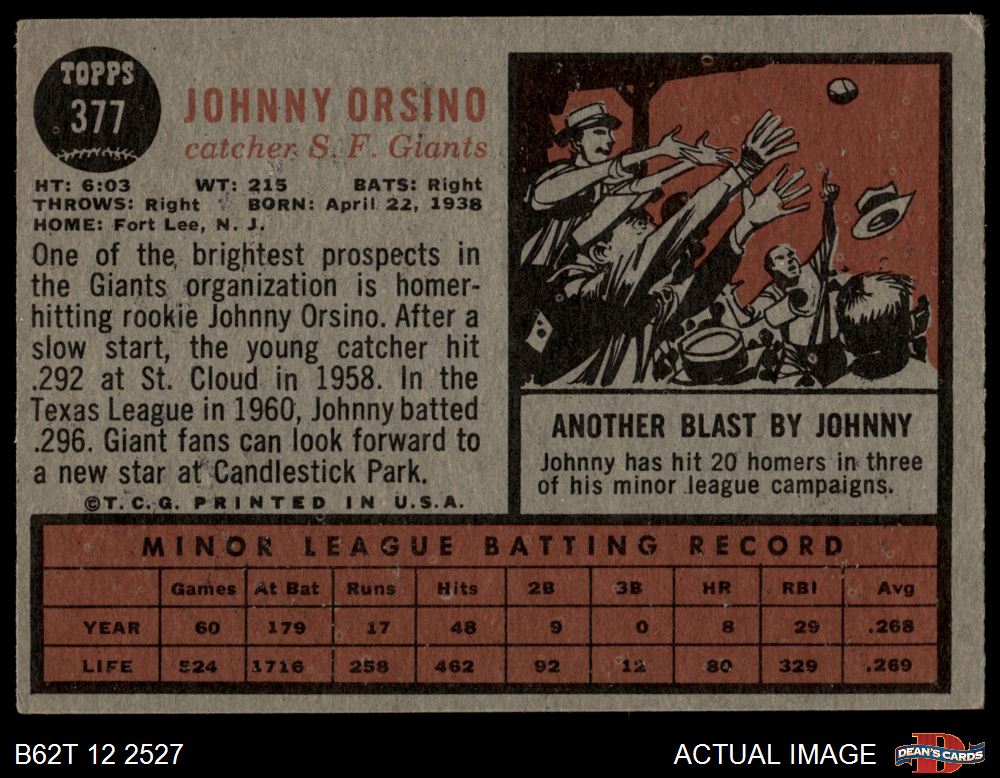 TOPPS
377
JOHNNY ORSINO
catcher S. F. Giants
HT: 6:03 WT: 215 BATS: Right
THROWS: Right BORN: April 22, 1938
HOME: Fort Lee, N. J.
One of the brightest prospects in
the Giants organization is homer-
hitting rookie Johnny Orsino. After a
slow start, the young catcher hit
.292 at St. Cloud in 1958. In the
Texas League in 1960, Johnny batted
.296. Giant fans can look forward to
a new star at Candlestick Park.
©T.C.G. PRINTED IN U.S.A.
ANOTHER BLAST BY JOHNNY
Johnny has hit 20 homers in three
of his minor league campaigns.
MINOR LEAGUE BATTING RECORD
Games At Bat Runs Hits 2B 3B HR RBI Avg
YEAR 60 179 17 48 9 0 8 29 .268
LIFE 524 1716 258 462 92 12 80 329 .269
B62T 12 2527
ACTUAL IMAGE
DEAN'S CARDS